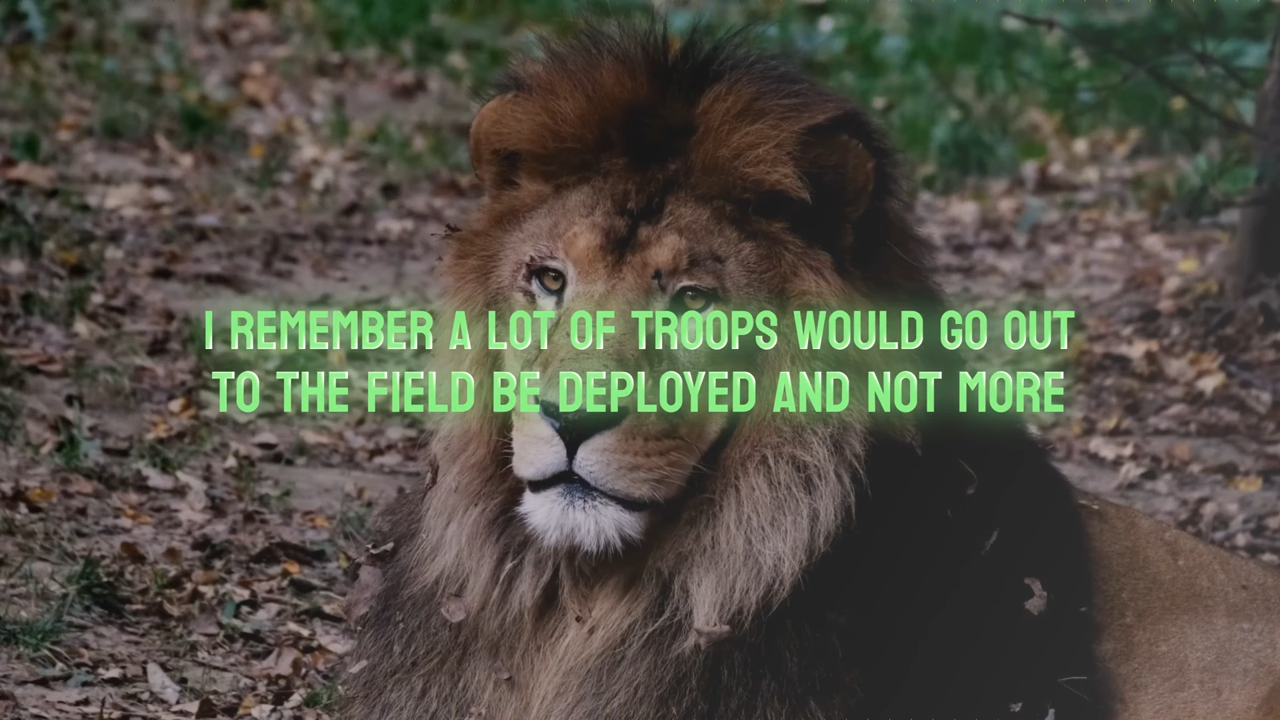 I REMEMBER A LOT OF TROOPS WOULD GO OUT
TO THE FIELD BE DEPLOYED AND NOT MORE